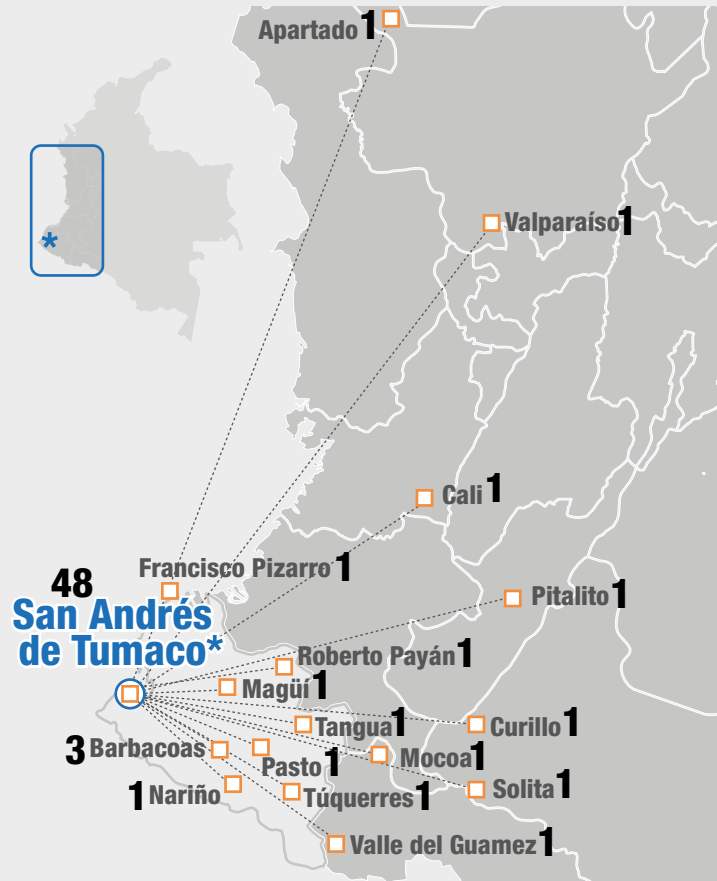 Apartado 1
Valparaíso 1
Cali 1
Francisco Pizarro 1
48
San Andrés
de Tumaco*
Pitalito 1
Roberto Payán 1
Magüí 1
Tangua 1
Curillo 1
3 Barbacoas
Pasto 1
Mocoa 1
1 Nariño
Túquerres 1
Solita 1
Valle del Guamez 1
*